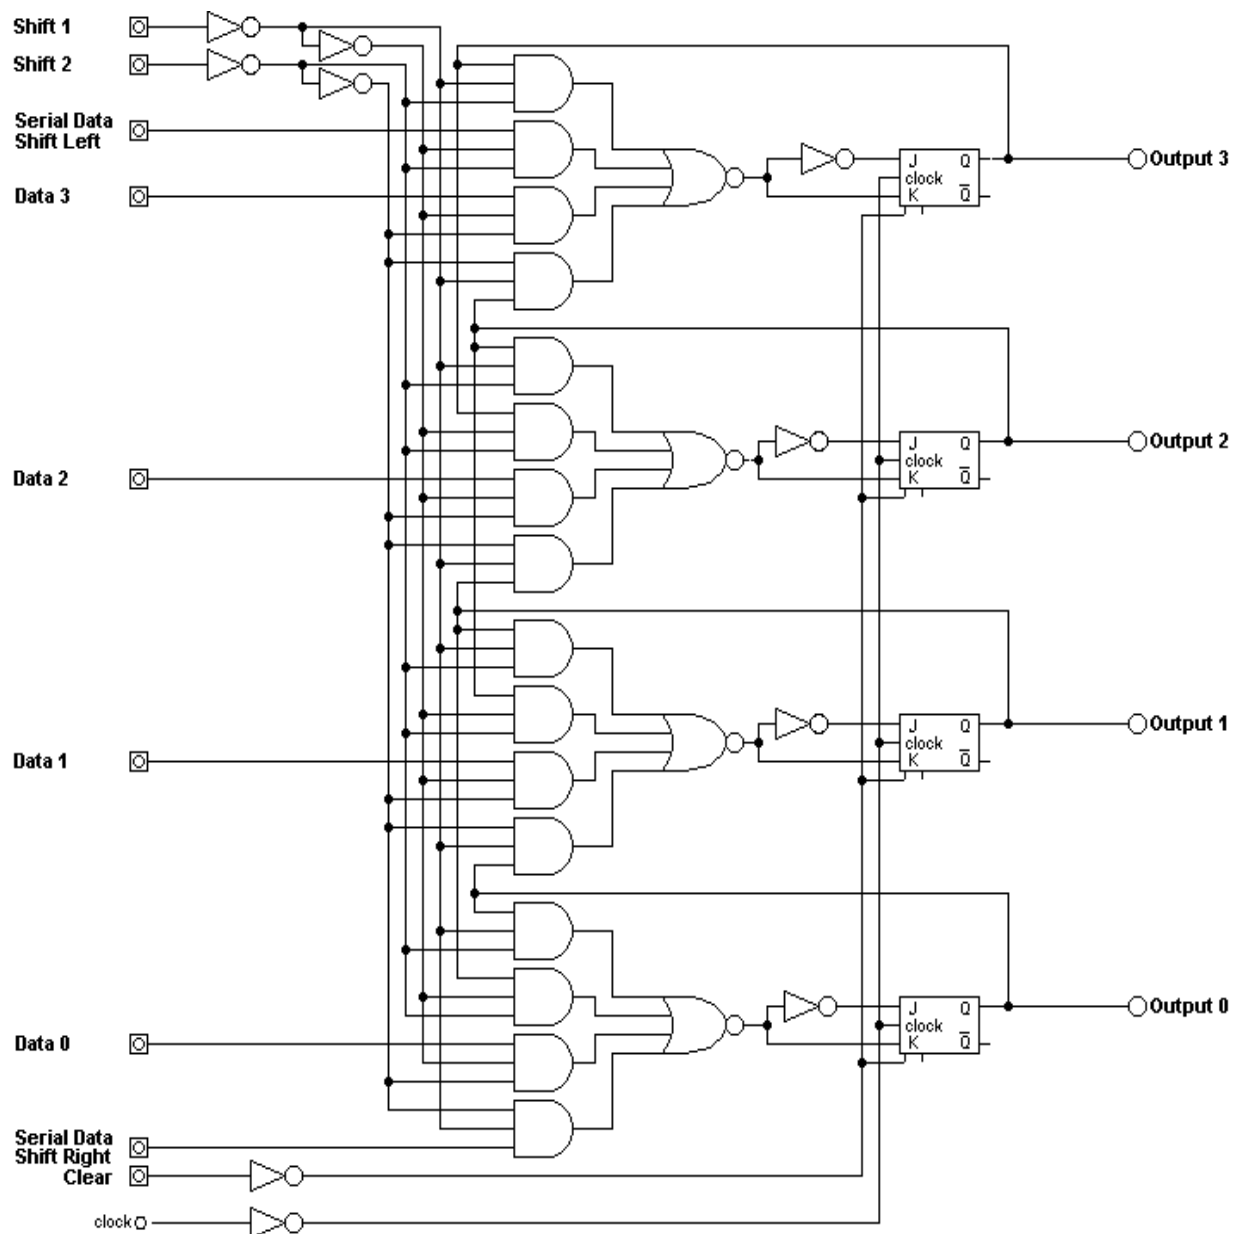 Shift 1
Shift 2
Serial Data
Shift Left
Data 3
J Q
clock
K Q
Output 3
Data 2
J Q
clock
K Q
Output 2
Data 1
J Q
clock
K Q
Output 1
Data 0
J Q
clock
K Q
Output 0
Serial Data
Shift Right
Clear
clock